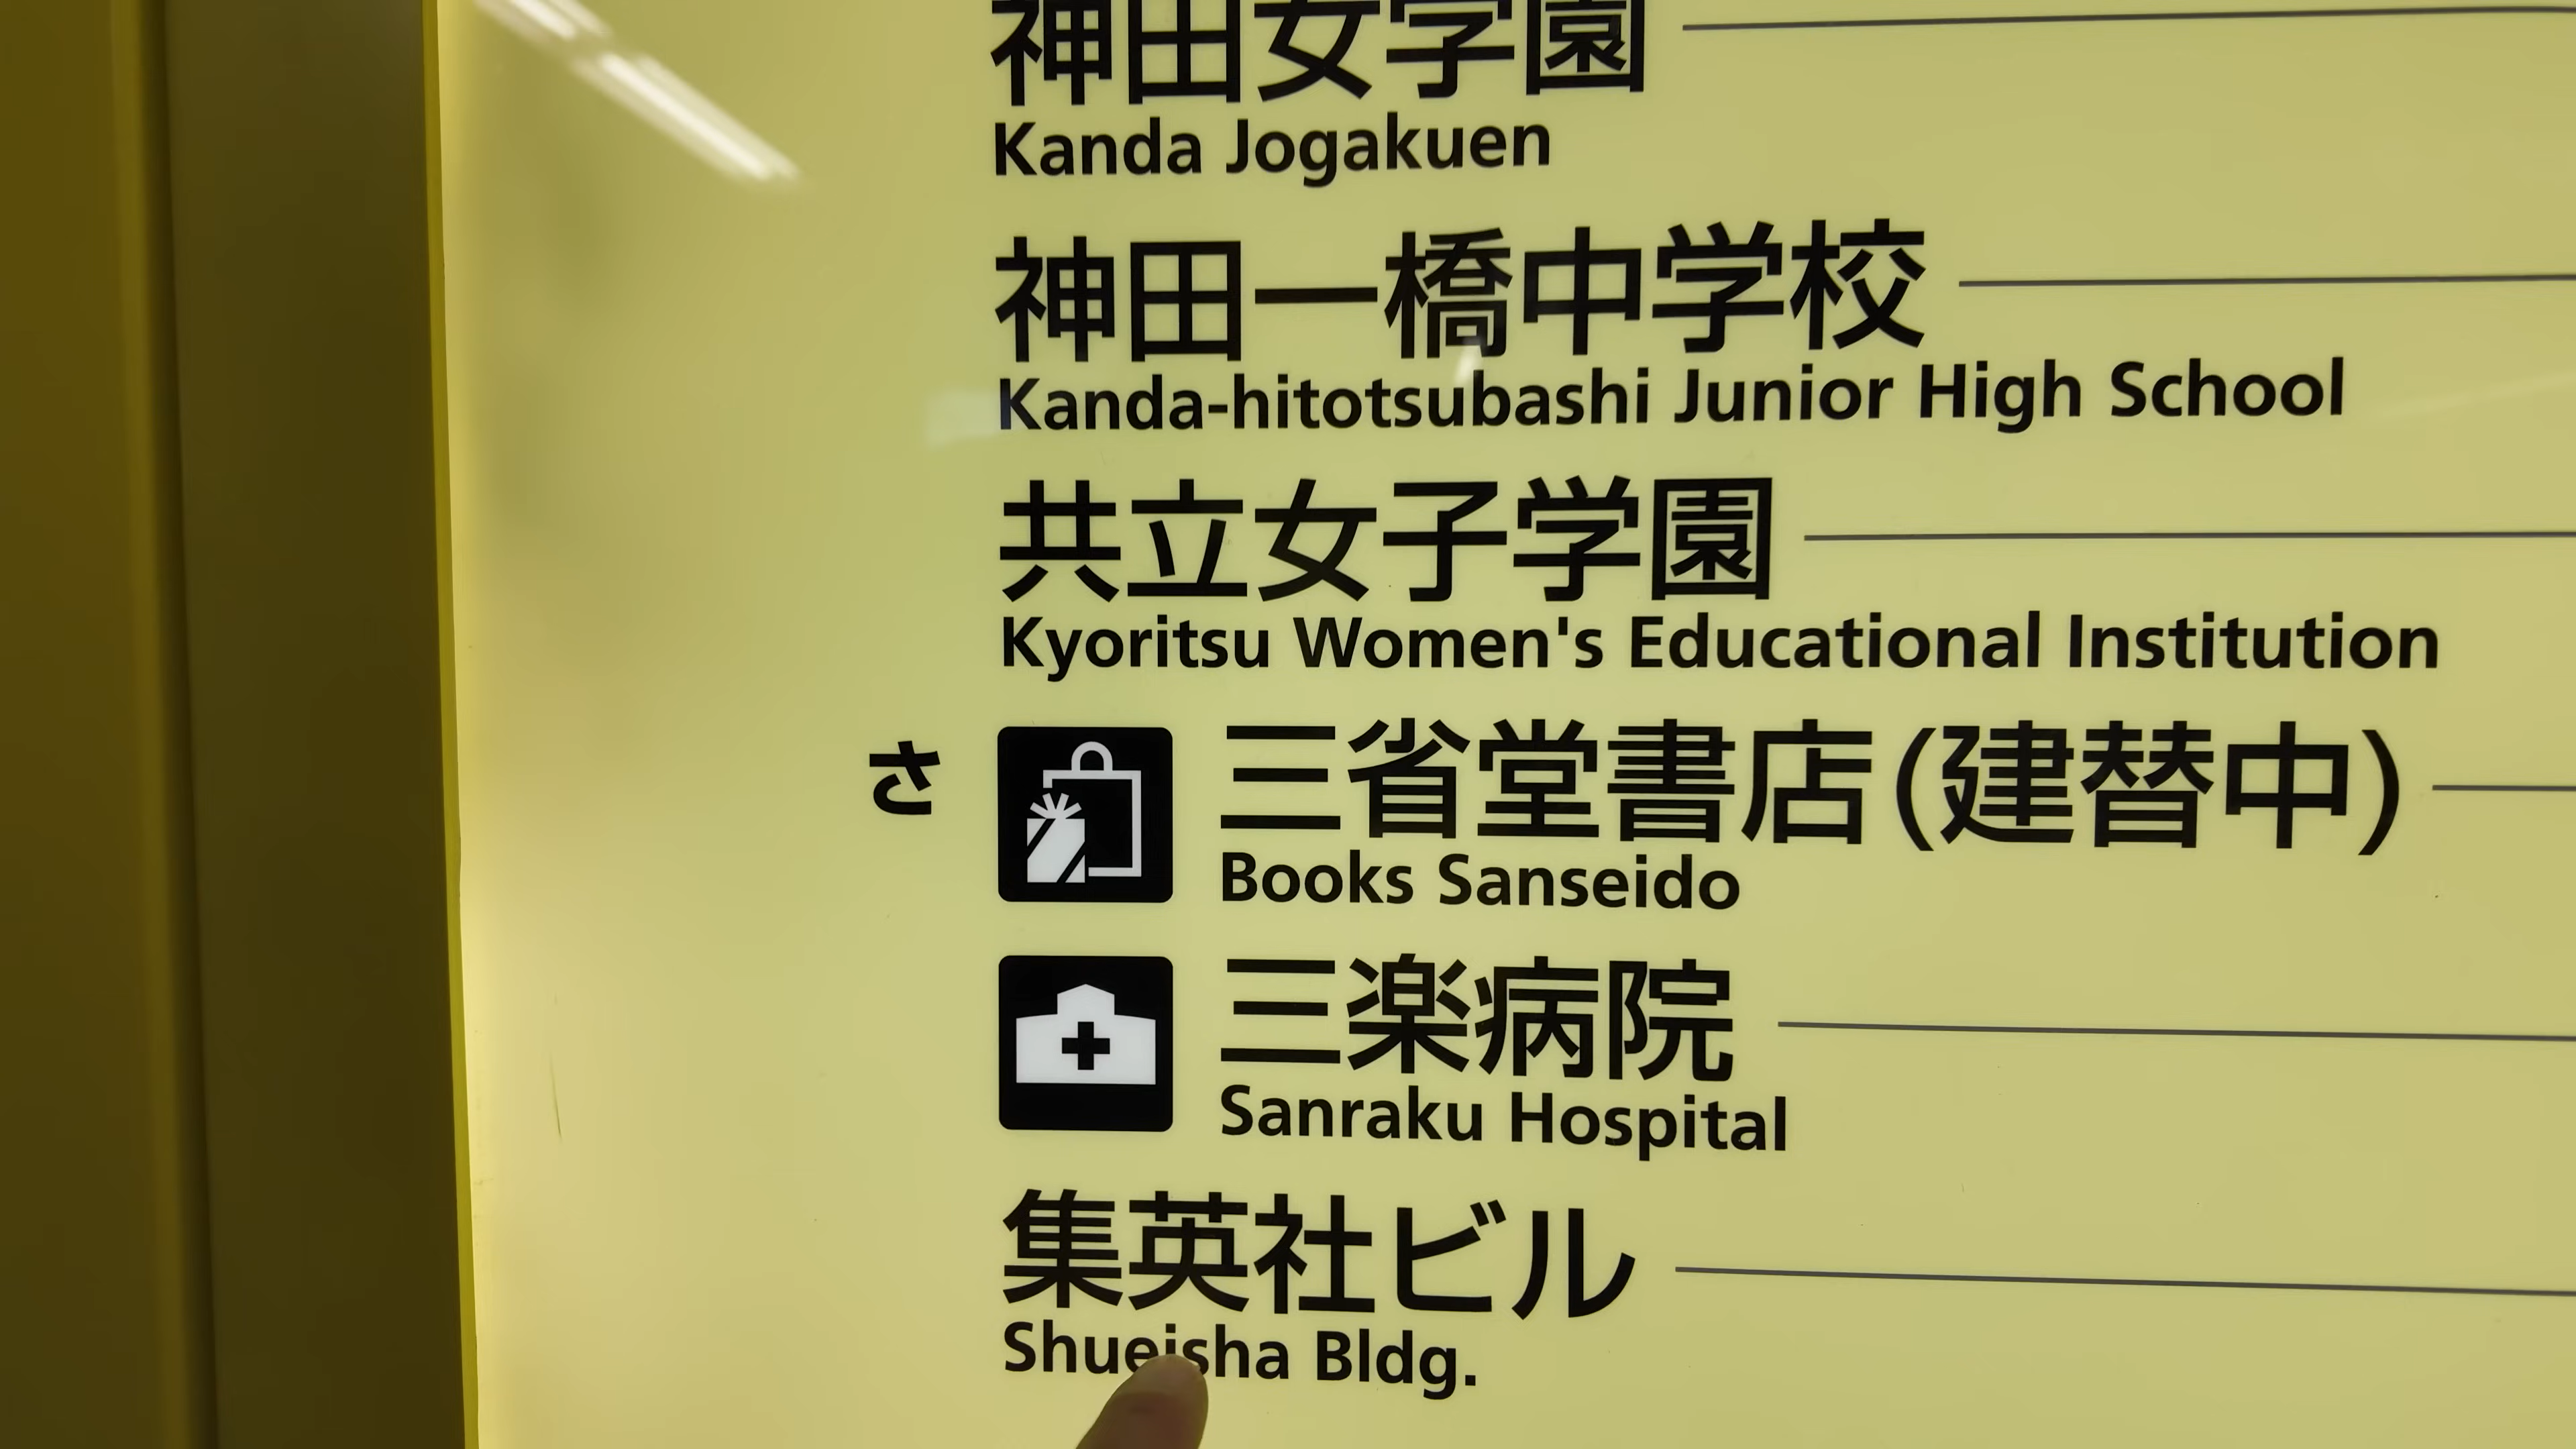 神田女学園
Kanda Jogakuen
神田一橋中学校
Kanda-hitotsubashi Junior High School
共立女子学園
Kyoritsu Women's Educational Institution
さ 三省堂書店(建替中)
Books Sanseido
三楽病院
Sanraku Hospital
集英社ビル
Shueisha Bldg.